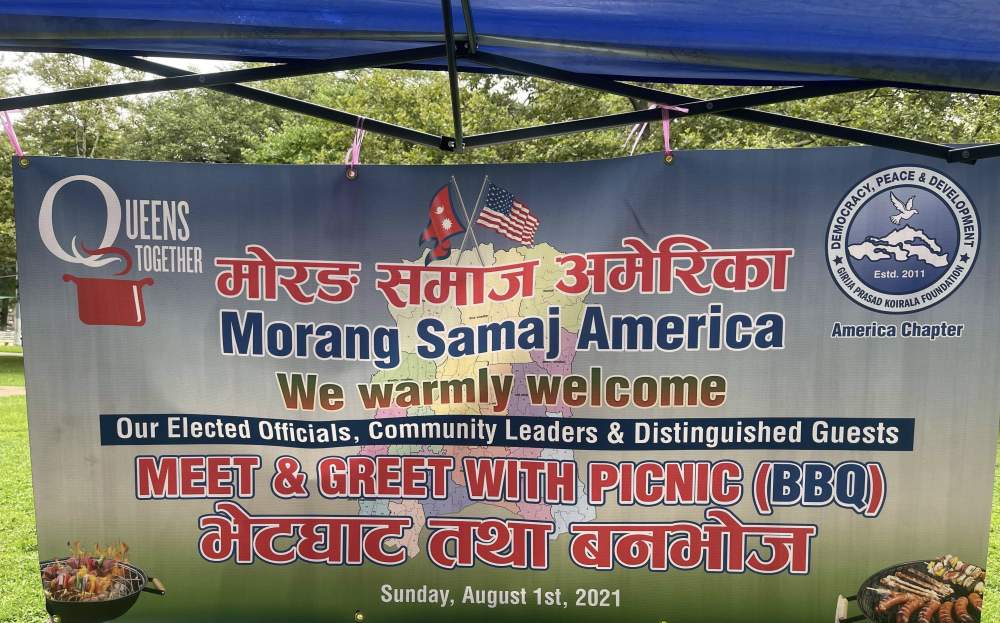 QUEENS
TOGETHER
मोरङ समाज अमेरिका
Morang Samaj America
We warmly welcome
Our Elected Officials, Community Leaders & Distinguished Guests
MEET & GREET WITH PICNIC (BBQ)
भेटघाट तथा बनभोज
Sunday, August 1st, 2021
DEMOCRACY, PEACE & DEVELOPMENT
Estd. 2011
GIRIJA PRASAD KOIRALA FOUNDATION
America Chapter